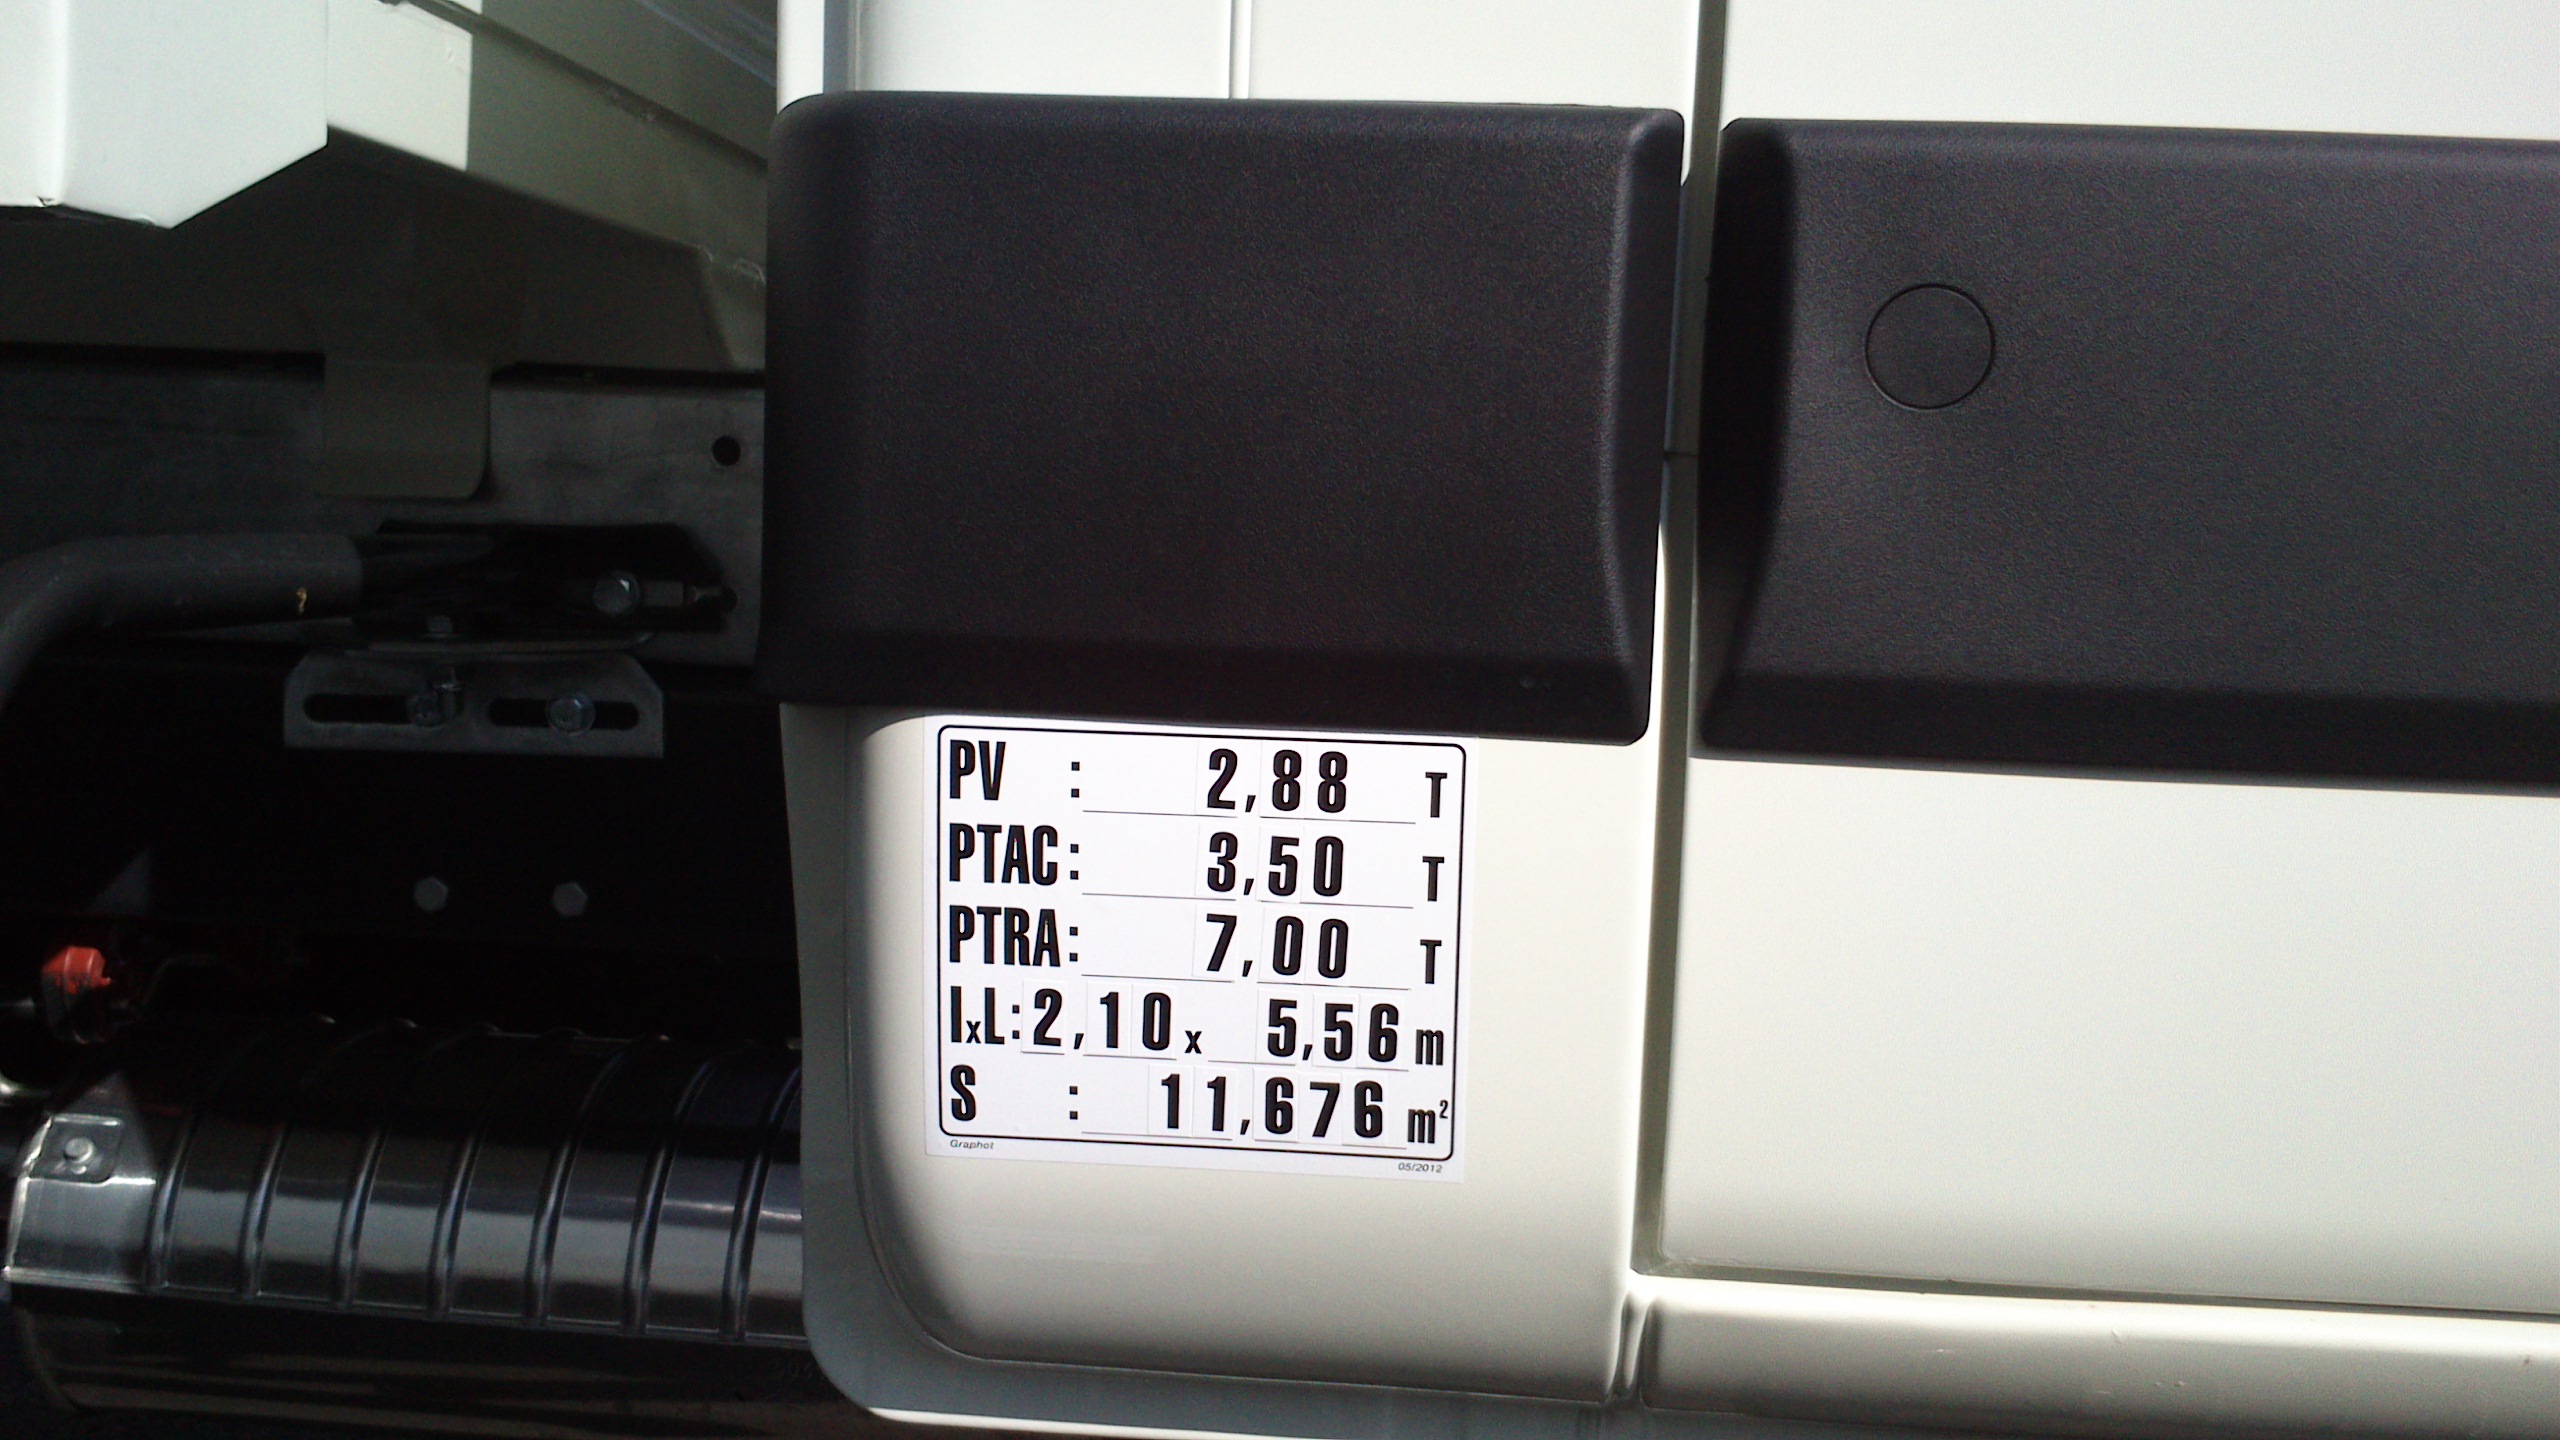 PV : 2,88 T
PTAC: 3,50 T
PTRA: 7,00 T
lxL: 2,10 x 5,56 m
S : 11,676 m²
Graphot 05/2012